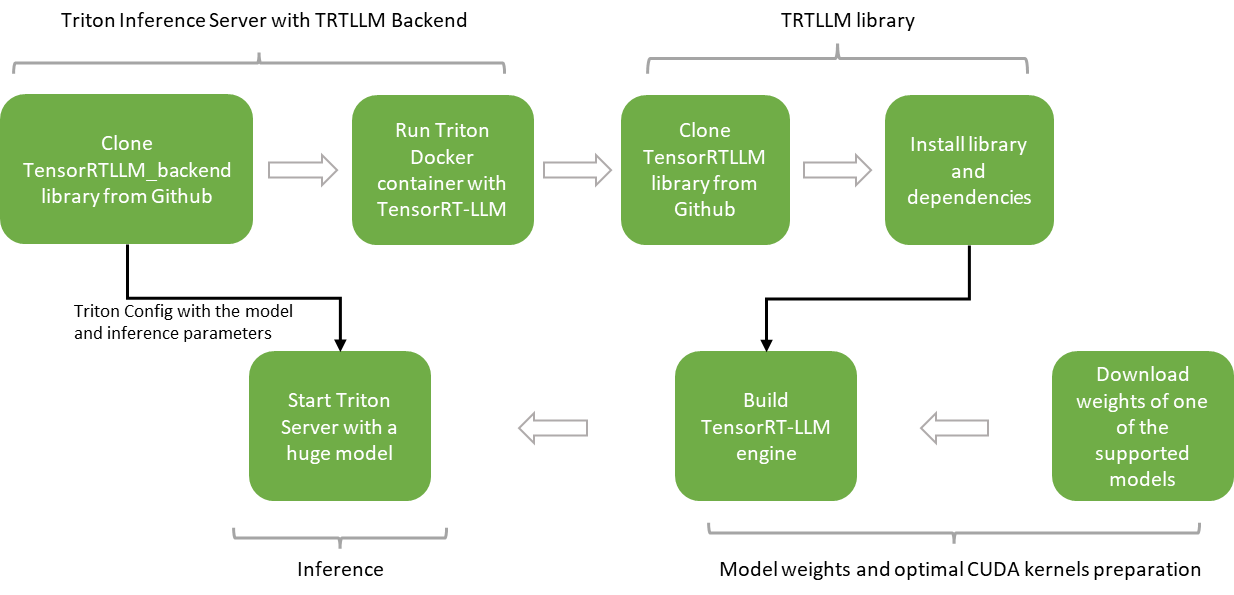 Triton Inference Server with TRTLLM Backend
TRTLLM library
Clone
TensorRTLLM_backend
library from Github
Run Triton
Docker
container with
TensorRT-LLM
Clone
TensorRTLLM
library from
Github
Install library
and
dependencies
Triton Config with the model
and inference parameters
Start Triton
Server with a
huge model
Build
TensorRT-LLM
engine
Download
weights of one
of the
supported
models
Inference
Model weights and optimal CUDA kernels preparation